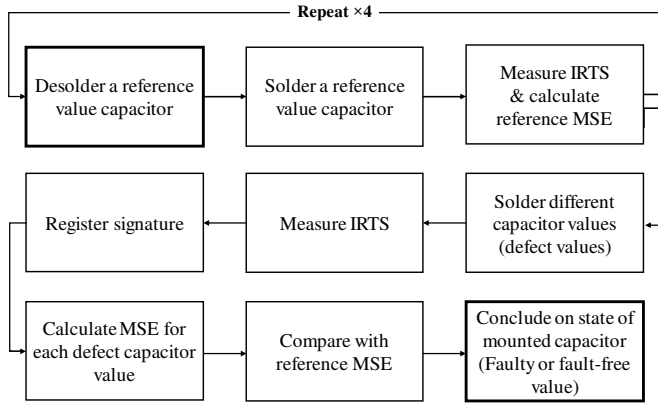 Repeat ×4
Desolder a reference
value capacitor
Solder a reference
value capacitor
Measure IRTS
& calculate
reference MSE
Register signature
Measure IRTS
Solder different
capacitor values
(defect values)
Calculate MSE for
each defect capacitor
value
Compare with
reference MSE
Conclude on state of
mounted capacitor
(Faulty or fault-free
value)